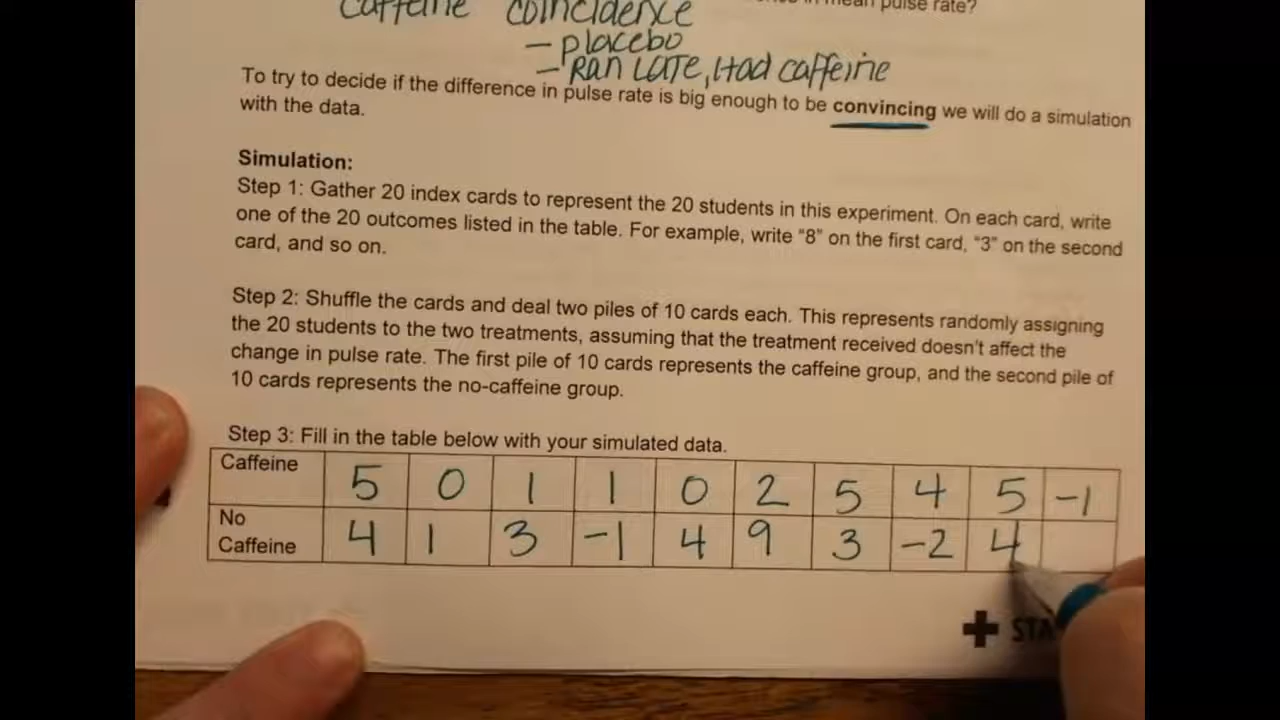 mean pulse rate?
caffeine coincidence
- placebo
- Ran LATE, Had caffeine
To try to decide if the difference in pulse rate is big enough to be convincing we will do a simulation
with the data.
Simulation:
Step 1: Gather 20 index cards to represent the 20 students in this experiment. On each card, write
one of the 20 outcomes listed in the table. For example, write “8” on the first card, “3” on the second
card, and so on.
Step 2: Shuffle the cards and deal two piles of 10 cards each. This represents randomly assigning
the 20 students to the two treatments, assuming that the treatment received doesn't affect the
change in pulse rate. The first pile of 10 cards represents the caffeine group, and the second pile of
10 cards represents the no-caffeine group.
Step 3: Fill in the table below with your simulated data.
Caffeine 5 0 1 1 0 2 5 4 5 -1
No
Caffeine 4 1 3 -1 4 9 3 -2 4